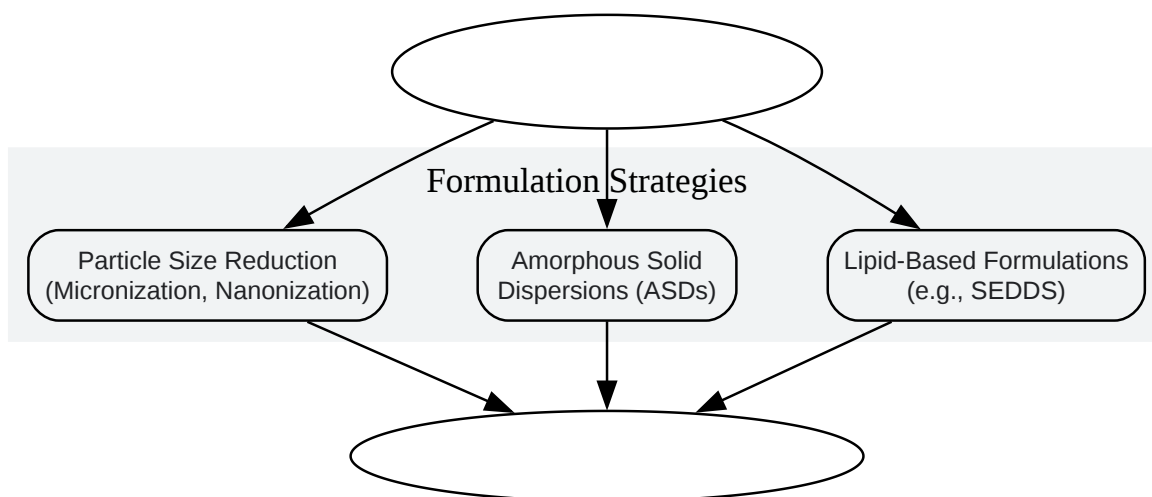 Formulation Strategies
Particle Size Reduction
(Micronization, Nanonization)
Amorphous Solid
Dispersions (ASDs)
Lipid-Based Formulations
(e.g., SEDDS)